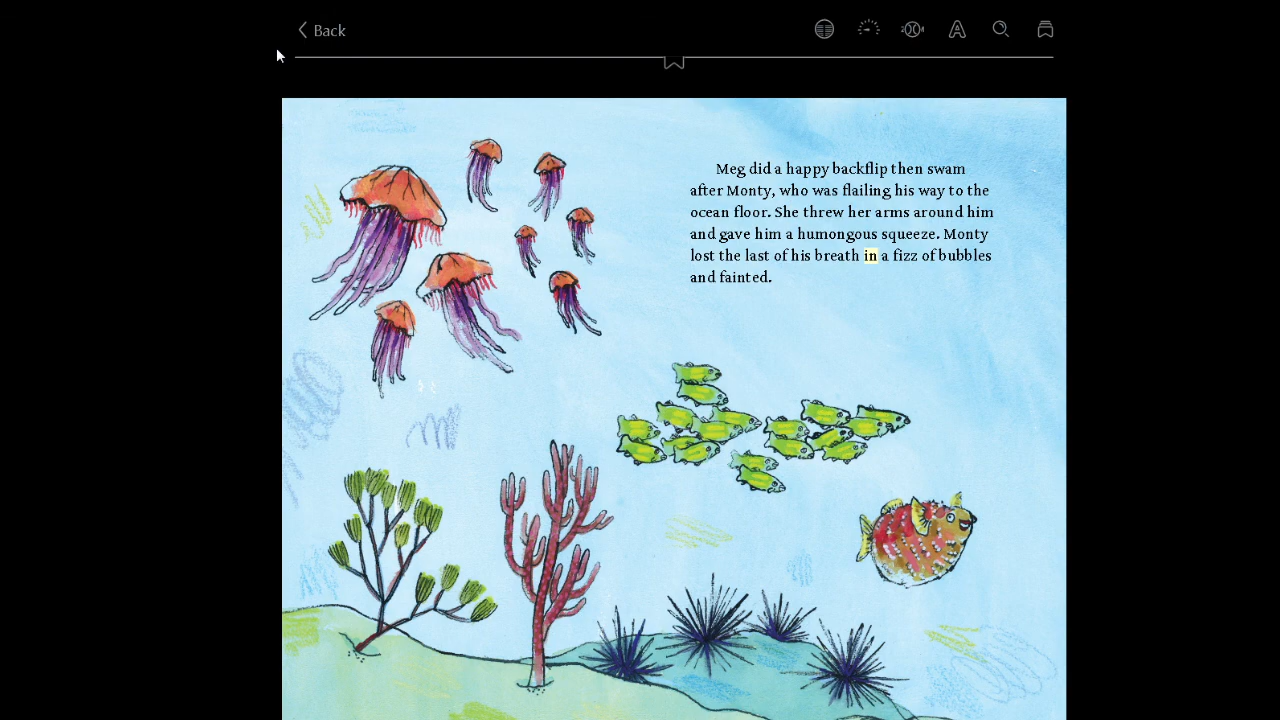 Back
Meg did a happy backflip then swam
after Monty, who was flailing his way to the
ocean floor. She threw her arms around him
and gave him a humongous squeeze. Monty
lost the last of his breath in a fizz of bubbles
and fainted.